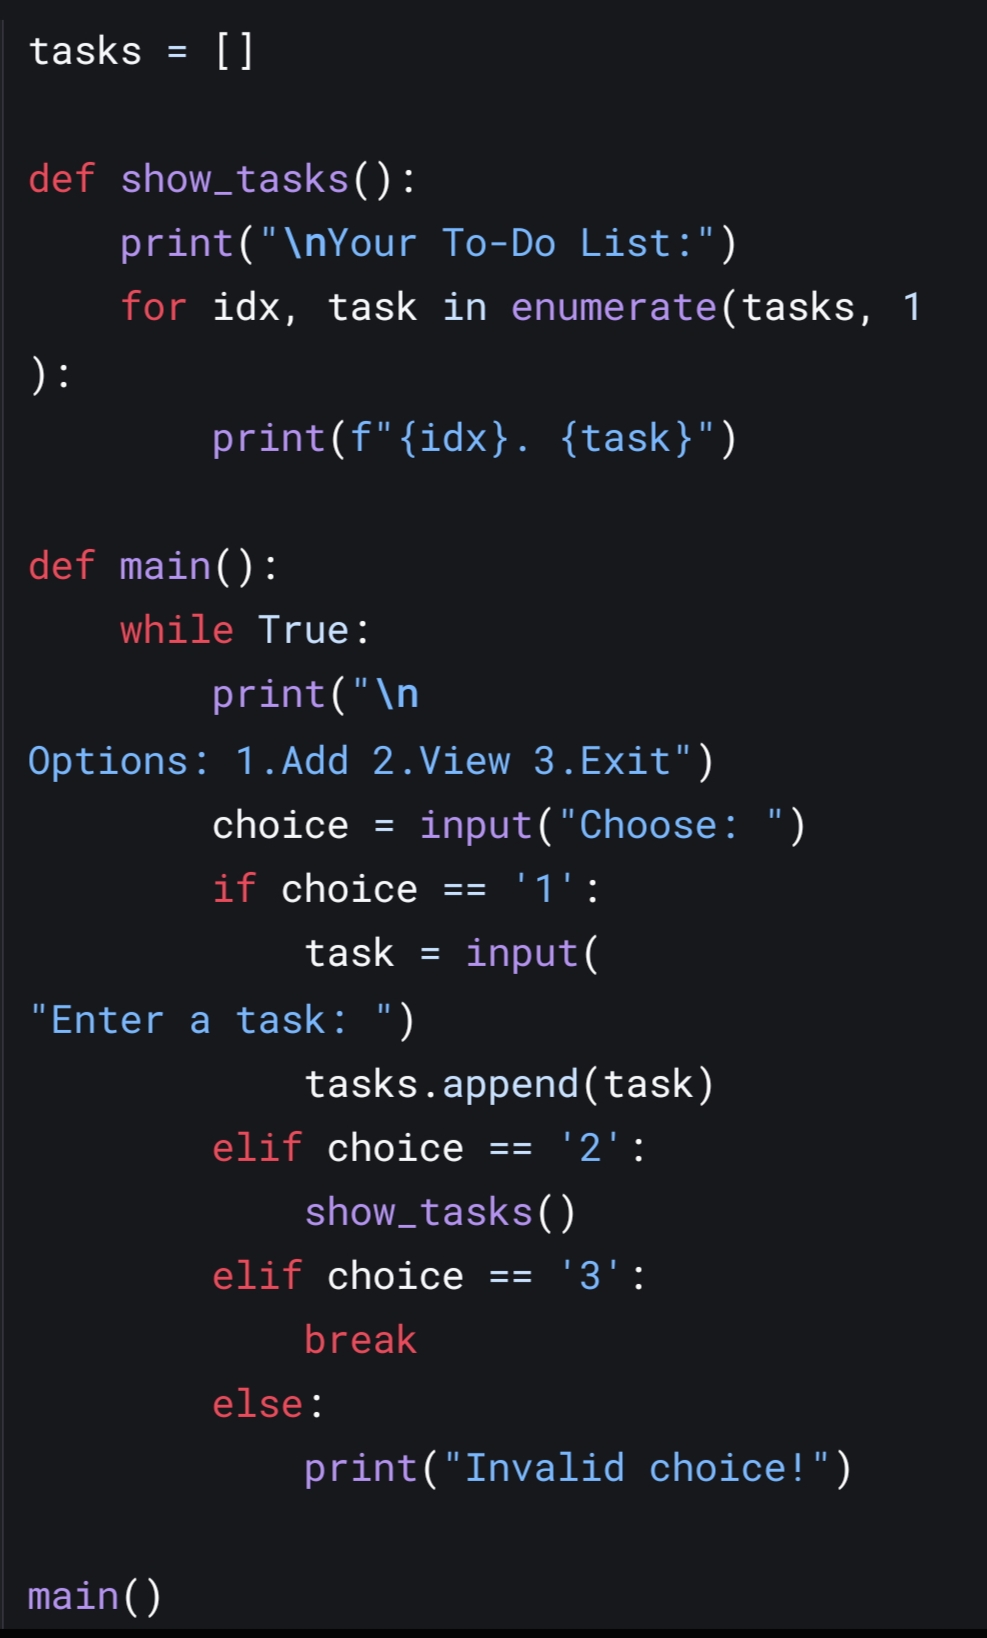 tasks = []

def show_tasks():
    print("\nYour To-Do List:")
    for idx, task in enumerate(tasks, 1
):
        print(f"{idx}. {task}")

def main():
    while True:
        print("\n
Options: 1.Add 2.View 3.Exit")
        choice = input("Choose: ")
        if choice == '1':
            task = input(
"Enter a task: ")
            tasks.append(task)
        elif choice == '2':
            show_tasks()
        elif choice == '3':
            break
        else:
            print("Invalid choice!")

main()